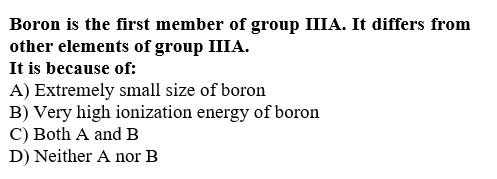 Boron is the first member of group IIIA. It differs from
other elements of group IIIA.
It is because of:
A) Extremely small size of boron
B) Very high ionization energy of boron
C) Both A and B
D) Neither A nor B